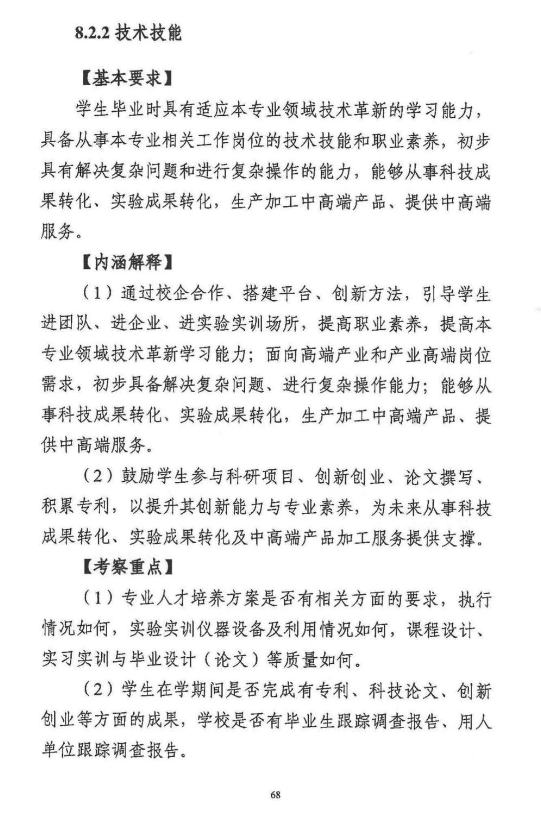 8.2.2 技术技能
【基本要求】
学生毕业时具有适应本专业领域技术革新的学习能力，
具备从事本专业相关工作岗位的技术技能和职业素养，初步
具有解决复杂问题和进行复杂操作的能力，能够从事科技成
果转化、实验成果转化，生产加工中高端产品、提供中高端
服务。
【内涵解释】
（1）通过校企合作、搭建平台、创新方法，引导学生
进团队、进企业、进实验实训场所，提高职业素养，提高本
专业领域技术革新学习能力；面向高端产业和产业高端岗位
需求，初步具备解决复杂问题、进行复杂操作能力；能够从
事科技成果转化、实验成果转化，生产加工中高端产品、提
供中高端服务。
（2）鼓励学生参与科研项目、创新创业、论文撰写、
积累专利，以提升其创新能力与专业素养，为未来从事科技
成果转化、实验成果转化及中高端产品加工服务提供支撑。
【考察重点】
（1）专业人才培养方案是否有相关方面的要求，执行
情况如何，实验实训仪器设备及利用情况如何，课程设计、
实习实训与毕业设计（论文）等质量如何。
（2）学生在学期间是否完成有专利、科技论文、创新
创业等方面的成果，学校是否有毕业生跟踪调查报告、用人
单位跟踪调查报告。
68